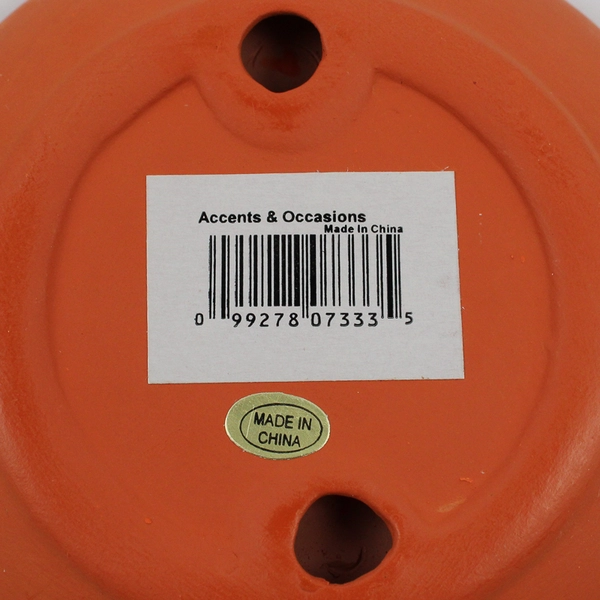 Accents & Occasions
Made In China
0 99278 07333 5
MADE IN
CHINA